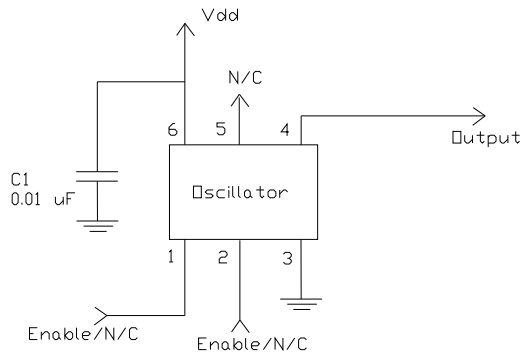 Vdd
N/C
6
5
4
Output
C1
0.01 uF
Oscillator
1
2
3
Enable/N/C
Enable/N/C